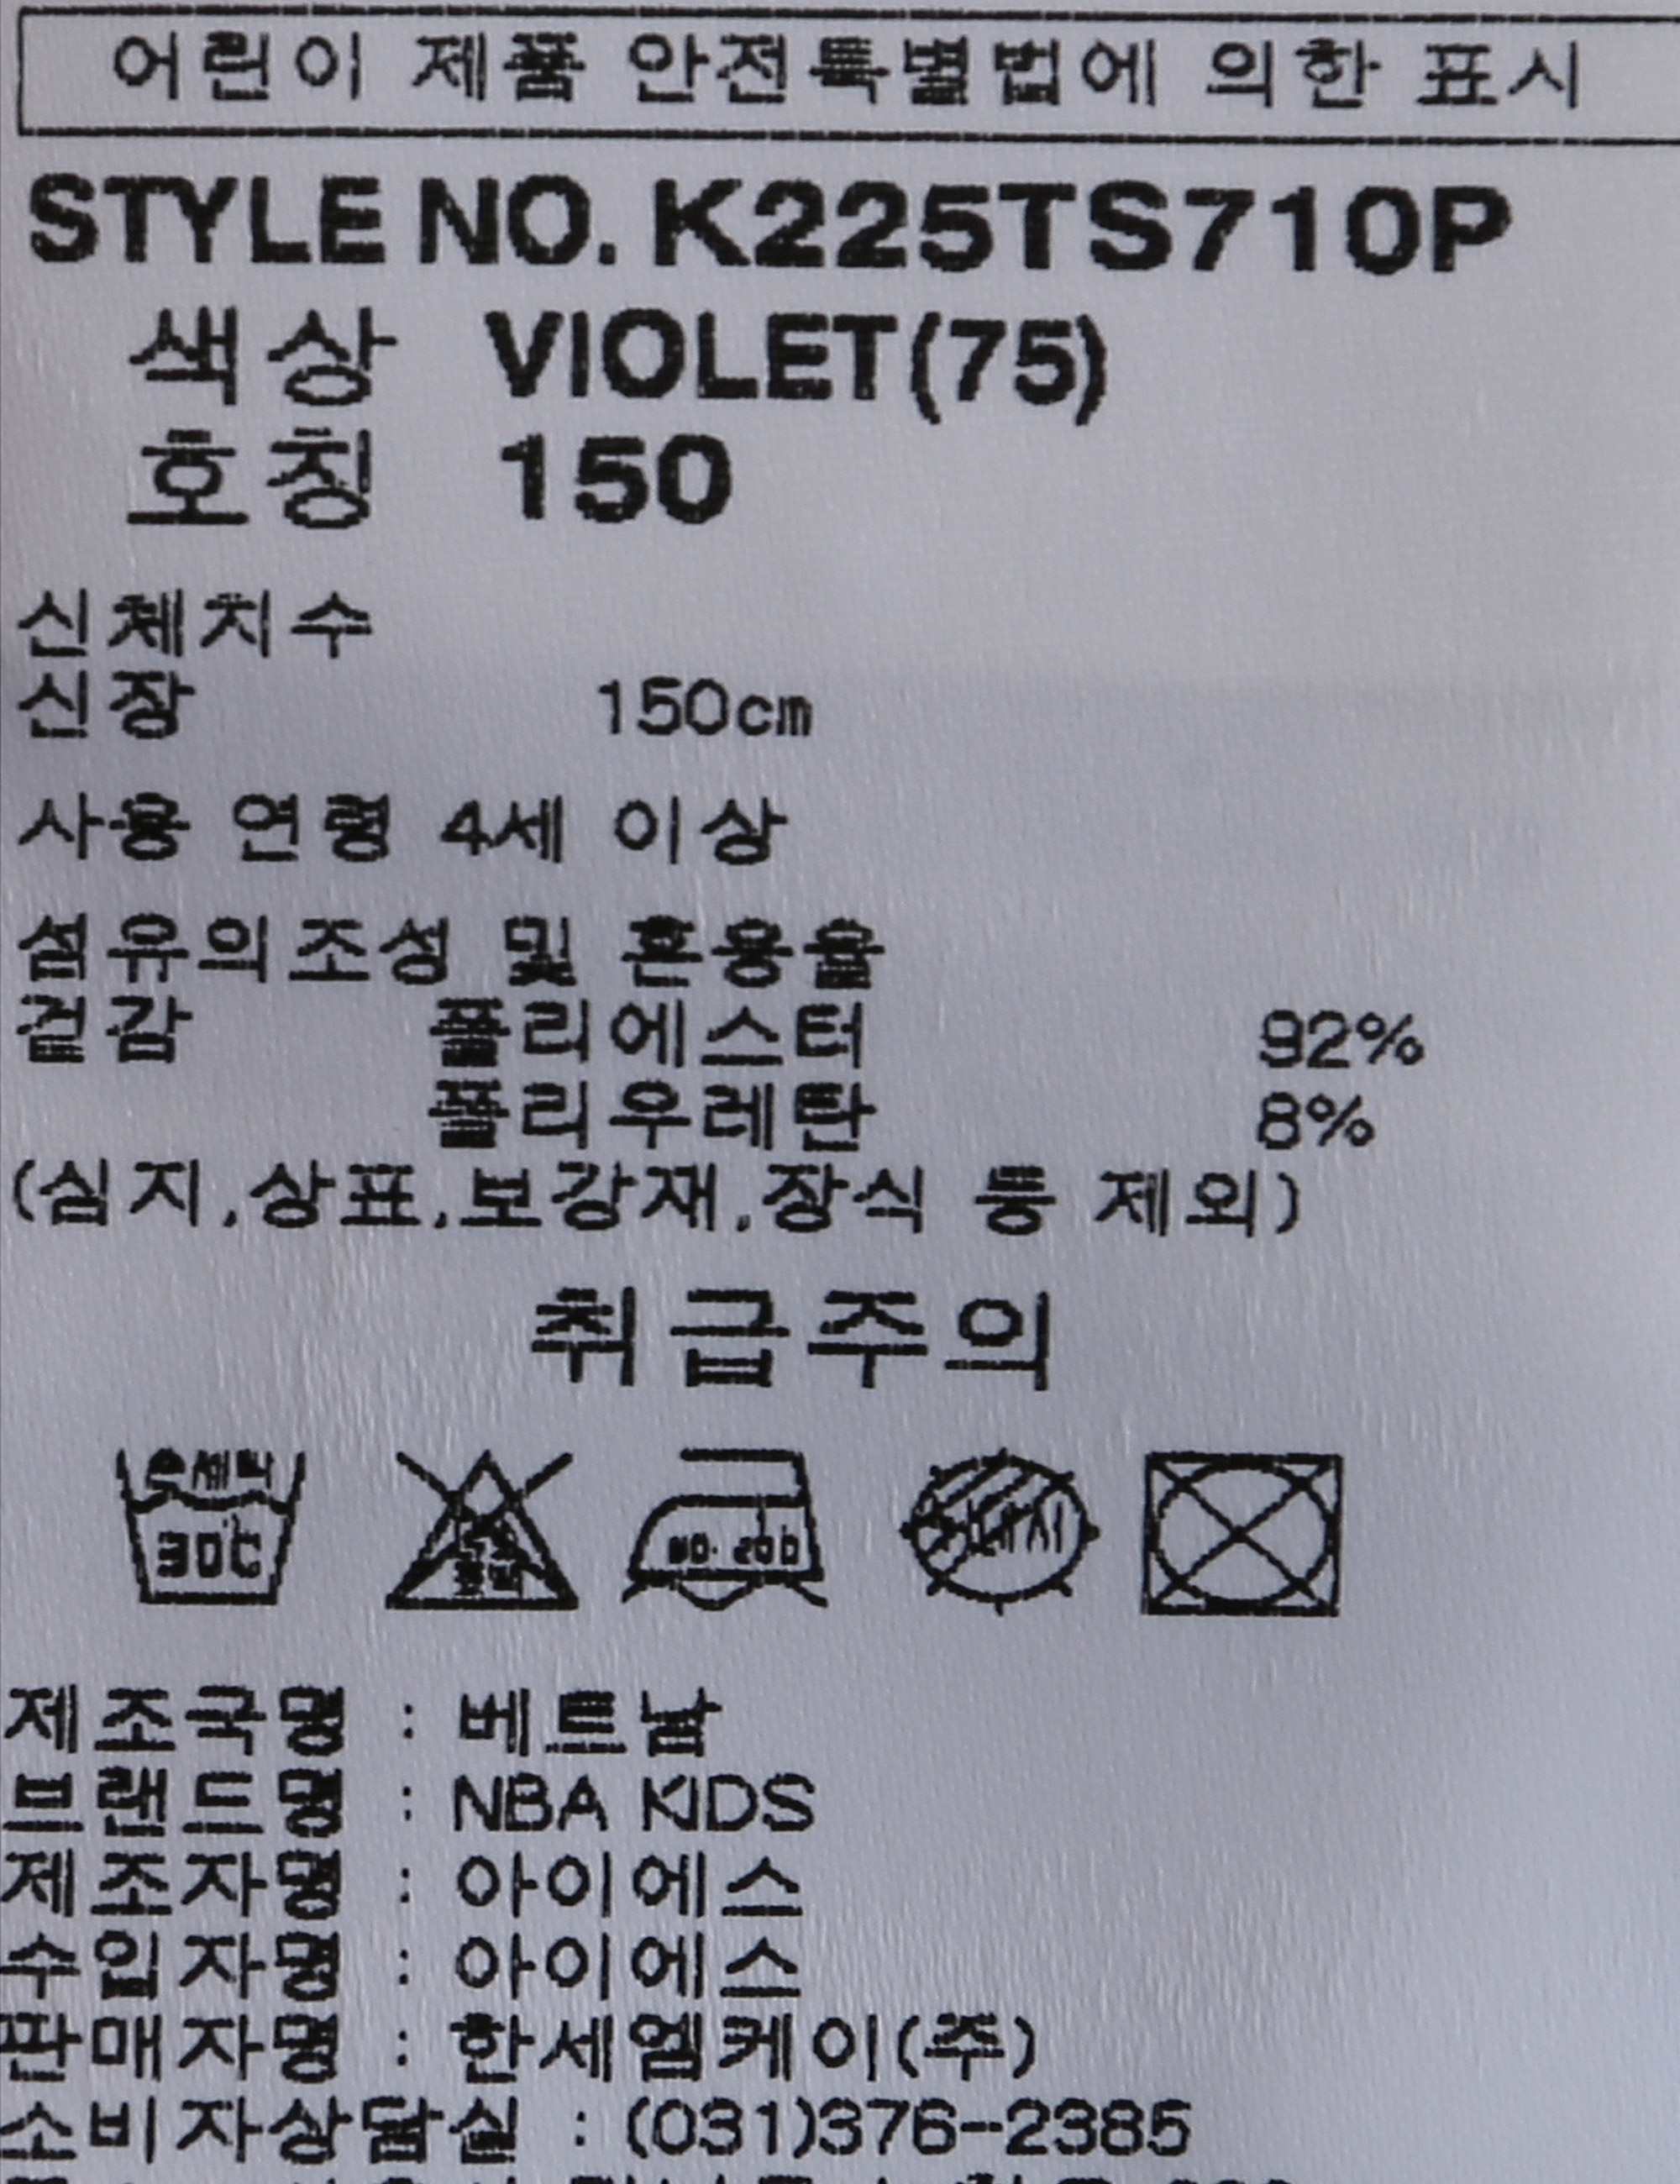 어린이 제품 안전특별법에 의한 표시
STYLE NO. K225TS710P
색상 VIOLET(75)
호칭 150
신체치수
신장 150cm
사용 연령 4세 이상
섬유의조성 및 혼용율
겉감 폴리에스터 92%
폴리우레탄 8%
(심지,상표,보강재,장식 등 제외)
취급주의
손세탁
30℃
NO. 200
제조국명 : 베트남
브랜드명 : NBA KIDS
제조자명 : 아이에스
수입자명 : 아이에스
판매자명 : 한세엠케이(주)
소비자상담실 : (031)376-2385